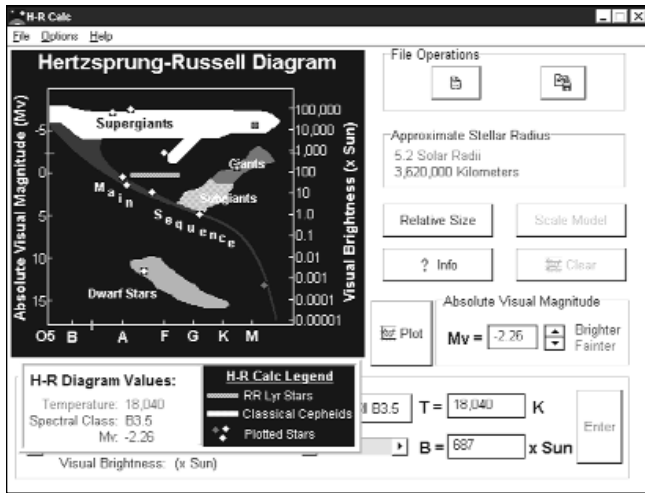 H-R Calc
File Options Help
Hertzsprung-Russell Diagram
Absolute Visual Magnitude (Mv)
-5
0
5
10
15
Supergiants
Giants
Subgiants
Main
Sequence
Dwarf Stars
100,000
10,000
1,000
100
10
1.0
0.1
0.01
0.001
0.0001
0.00001
Visual Brightness (x Sun)
O5 B A F G K M
File Operations
Approximate Stellar Radius
5.2 Solar Radii
3,620,000 Kilometers
Relative Size Scale Model
? Info Clear
Plot
Absolute Visual Magnitude
Mv = -2.26 Brighter
Fainter
H-R Diagram Values:
Temperature: 18,040
Spectral Class: B3.5
Mv: -2.26
H-R Calc Legend
RR Lyr Stars
Classical Cepheids
Plotted Stars
B3.5 T = 18,040 K
B = 687 x Sun
Enter
Visual Brightness: (x Sun)